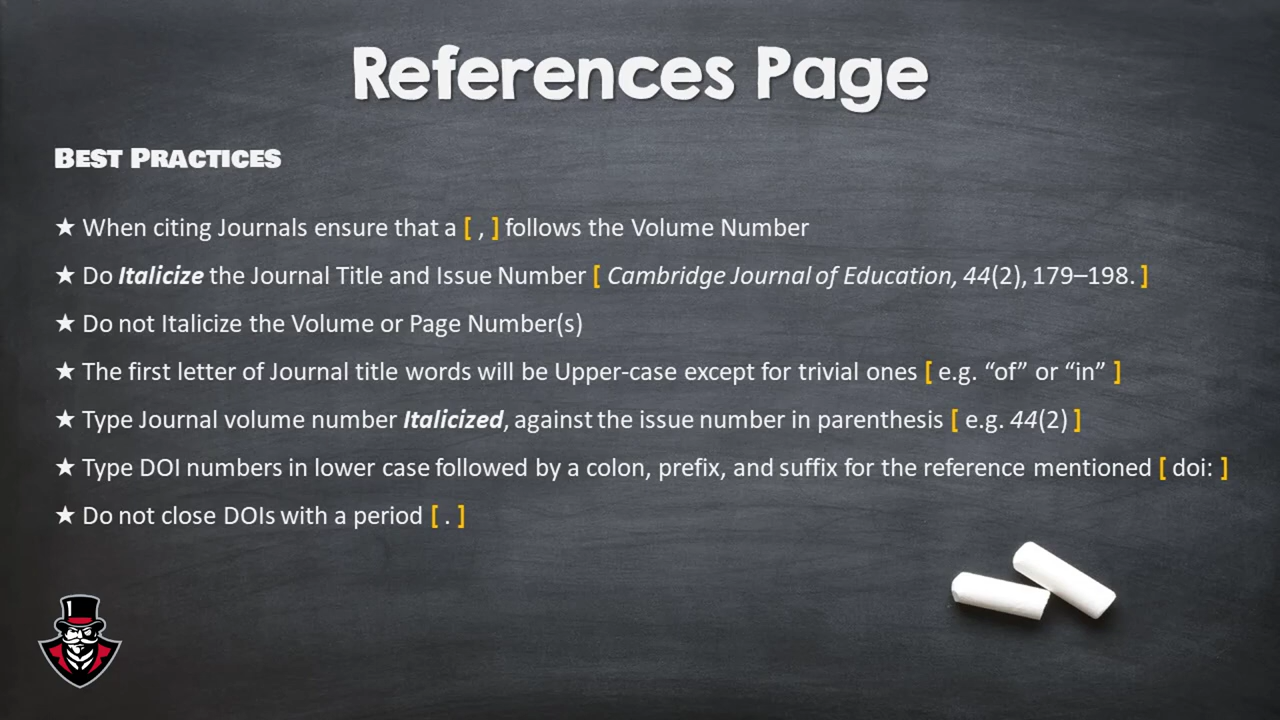 References Page
Best Practices
★ When citing Journals ensure that a [ , ] follows the Volume Number
★ Do Italicize the Journal Title and Issue Number [ Cambridge Journal of Education, 44(2), 179–198. ]
★ Do not Italicize the Volume or Page Number(s)
★ The first letter of Journal title words will be Upper-case except for trivial ones [ e.g. “of” or “in” ]
★ Type Journal volume number Italicized, against the issue number in parenthesis [ e.g. 44(2) ]
★ Type DOI numbers in lower case followed by a colon, prefix, and suffix for the reference mentioned [ doi: ]
★ Do not close DOIs with a period [ . ]